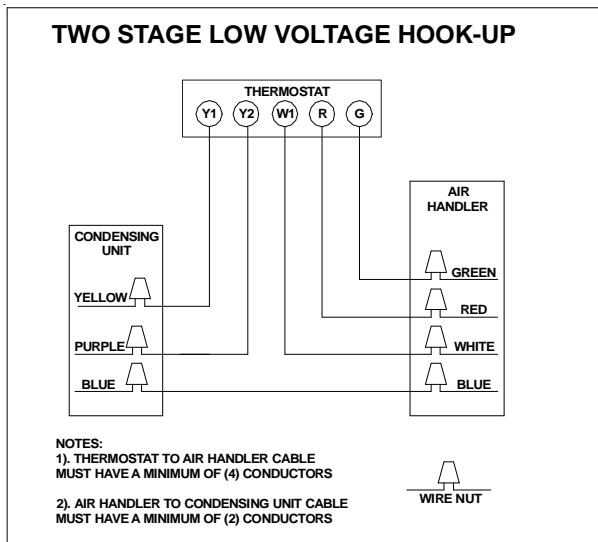 TWO STAGE LOW VOLTAGE HOOK-UP
THERMOSTAT
Y1 Y2 W1 R G
AIR
HANDLER
CONDENSING
UNIT
GREEN
YELLOW
RED
PURPLE
WHITE
BLUE
BLUE
NOTES:
1). THERMOSTAT TO AIR HANDLER CABLE
MUST HAVE A MINIMUM OF (4) CONDUCTORS
2). AIR HANDLER TO CONDENSING UNIT CABLE
MUST HAVE A MINIMUM OF (2) CONDUCTORS
WIRE NUT